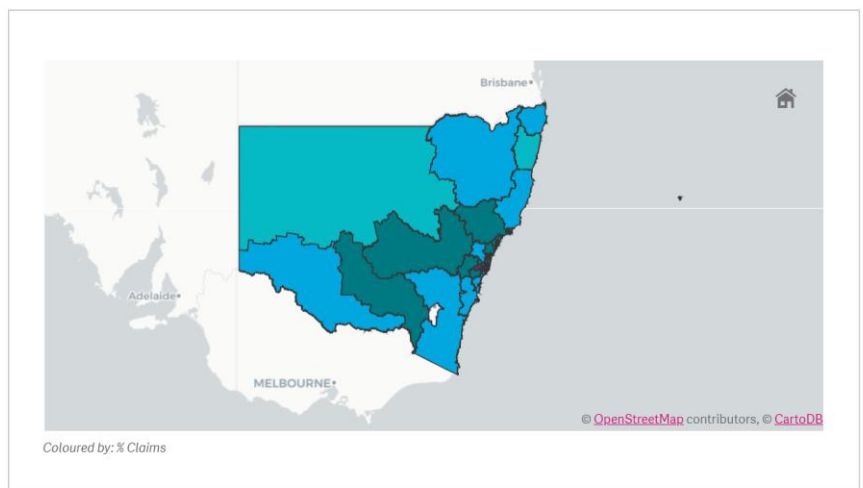 Brisbane
Adelaide
MELBOURNE
© OpenStreetMap contributors, © CartoDB
Coloured by: % Claims